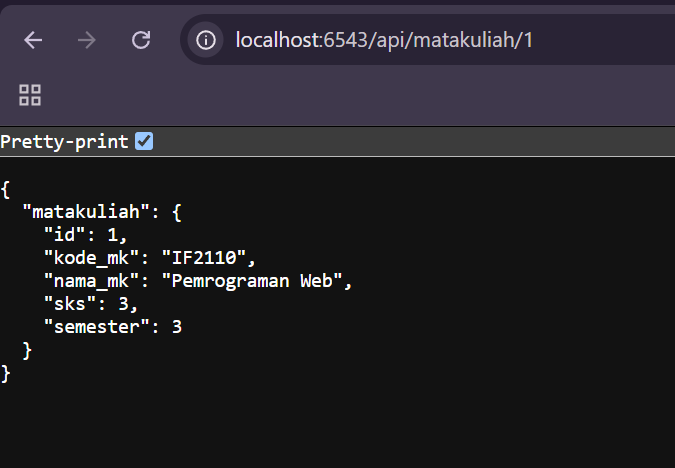 localhost:6543/api/matakuliah/1
Pretty-print
{
  "matakuliah": {
    "id": 1,
    "kode_mk": "IF2110",
    "nama_mk": "Pemrograman Web",
    "sks": 3,
    "semester": 3
  }
}